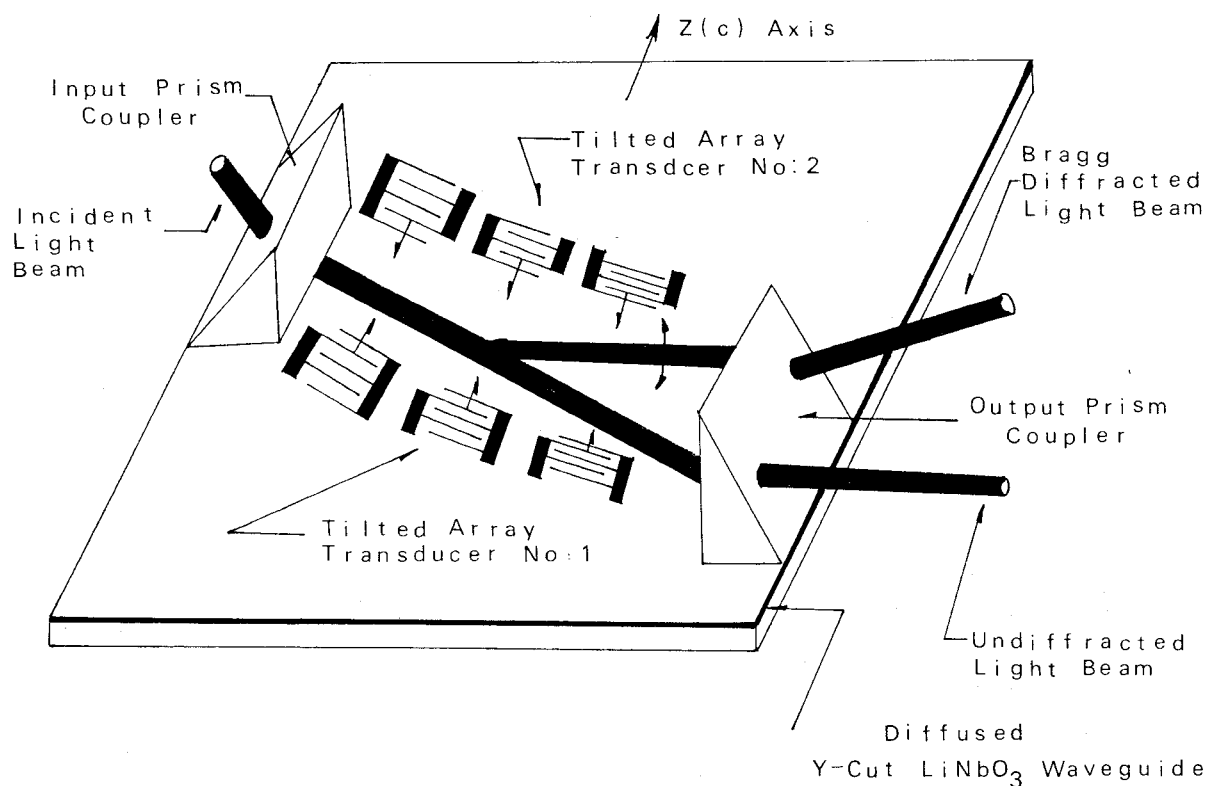 Z(c) Axis
Input Prism
Coupler
Tilted Array
Transdcer No:2
Bragg
Diffracted
Light Beam
Incident
Light
Beam
Output Prism
Coupler
Tilted Array
Transducer No:1
Undiffracted
Light Beam
Diffused
Y-Cut LiNbO₃ Waveguide